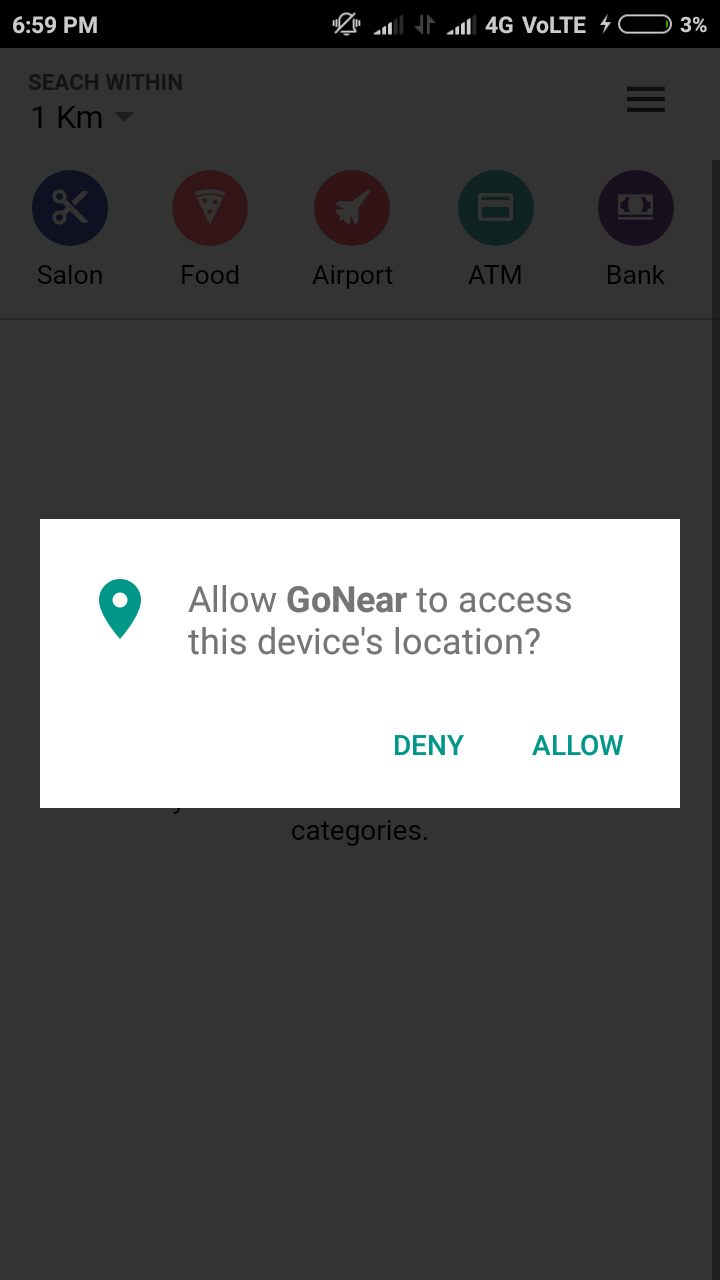 6:59 PM 4G VoLTE 3%
SEACH WITHIN
1 Km
Salon Food Airport ATM Bank
Allow GoNear to access
this device's location?
DENY ALLOW
categories.